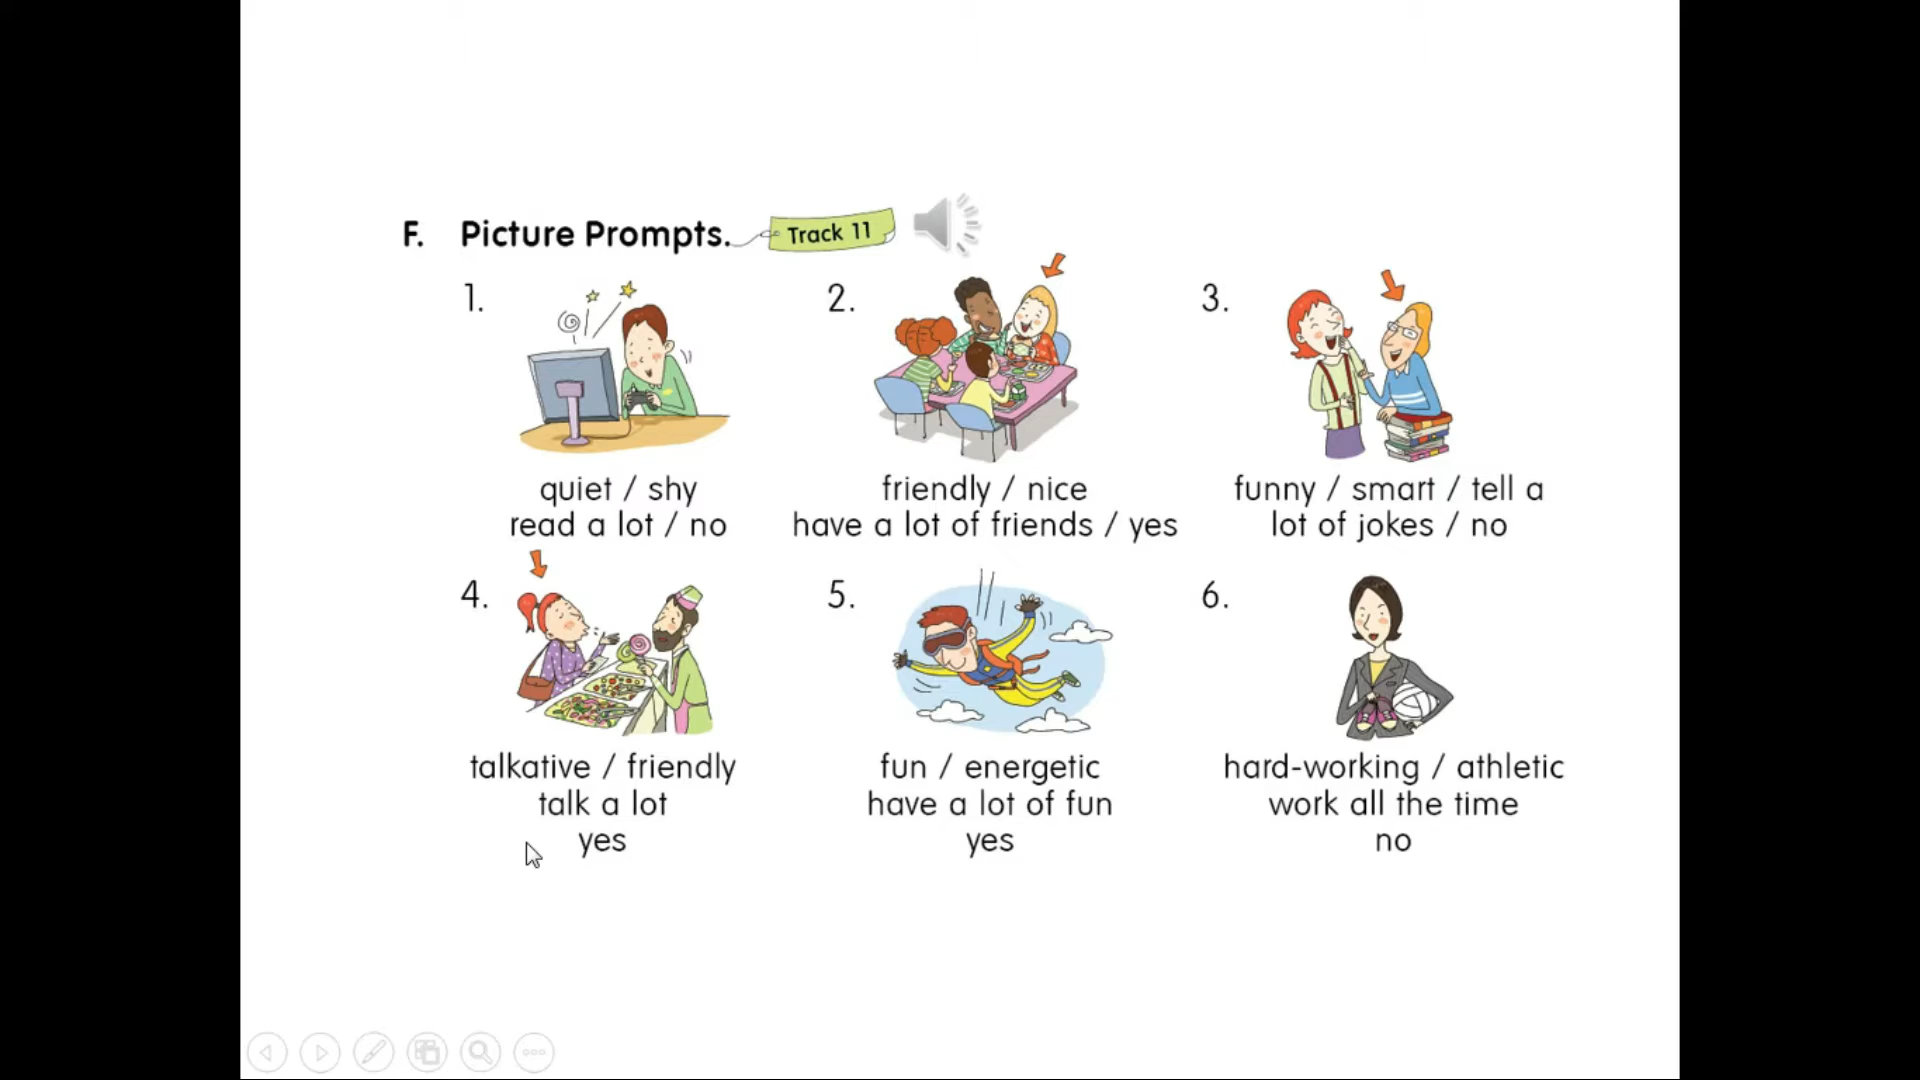 F. Picture Prompts. Track 11
1.
2.
3.
quiet / shy
read a lot / no
friendly / nice
have a lot of friends / yes
funny / smart / tell a
lot of jokes / no
4.
5.
6.
talkative / friendly
talk a lot
yes
fun / energetic
have a lot of fun
yes
hard-working / athletic
work all the time
no